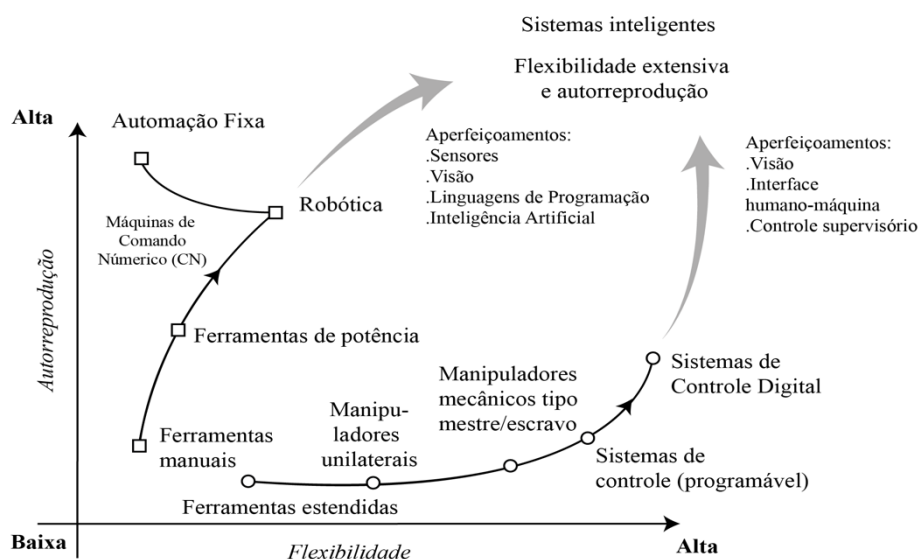 Sistemas inteligentes
Flexibilidade extensiva
e autorreprodução
Alta
Automação Fixa
Aperfeiçoamentos:
.Sensores
.Visão
.Linguagens de Programação
.Inteligência Artificial
Aperfeiçoamentos:
.Visão
.Interface
humano-máquina
.Controle supervisório
Robótica
Máquinas de
Comando
Númerico (CN)
Autorreprodução
Ferramentas de potência
Sistemas de
Controle Digital
Manipuladores
mecânicos tipo
mestre/escravo
Manipu-
ladores
unilaterais
Ferramentas
manuais
Sistemas de
controle (programável)
Ferramentas estendidas
Baixa
Flexibilidade
Alta